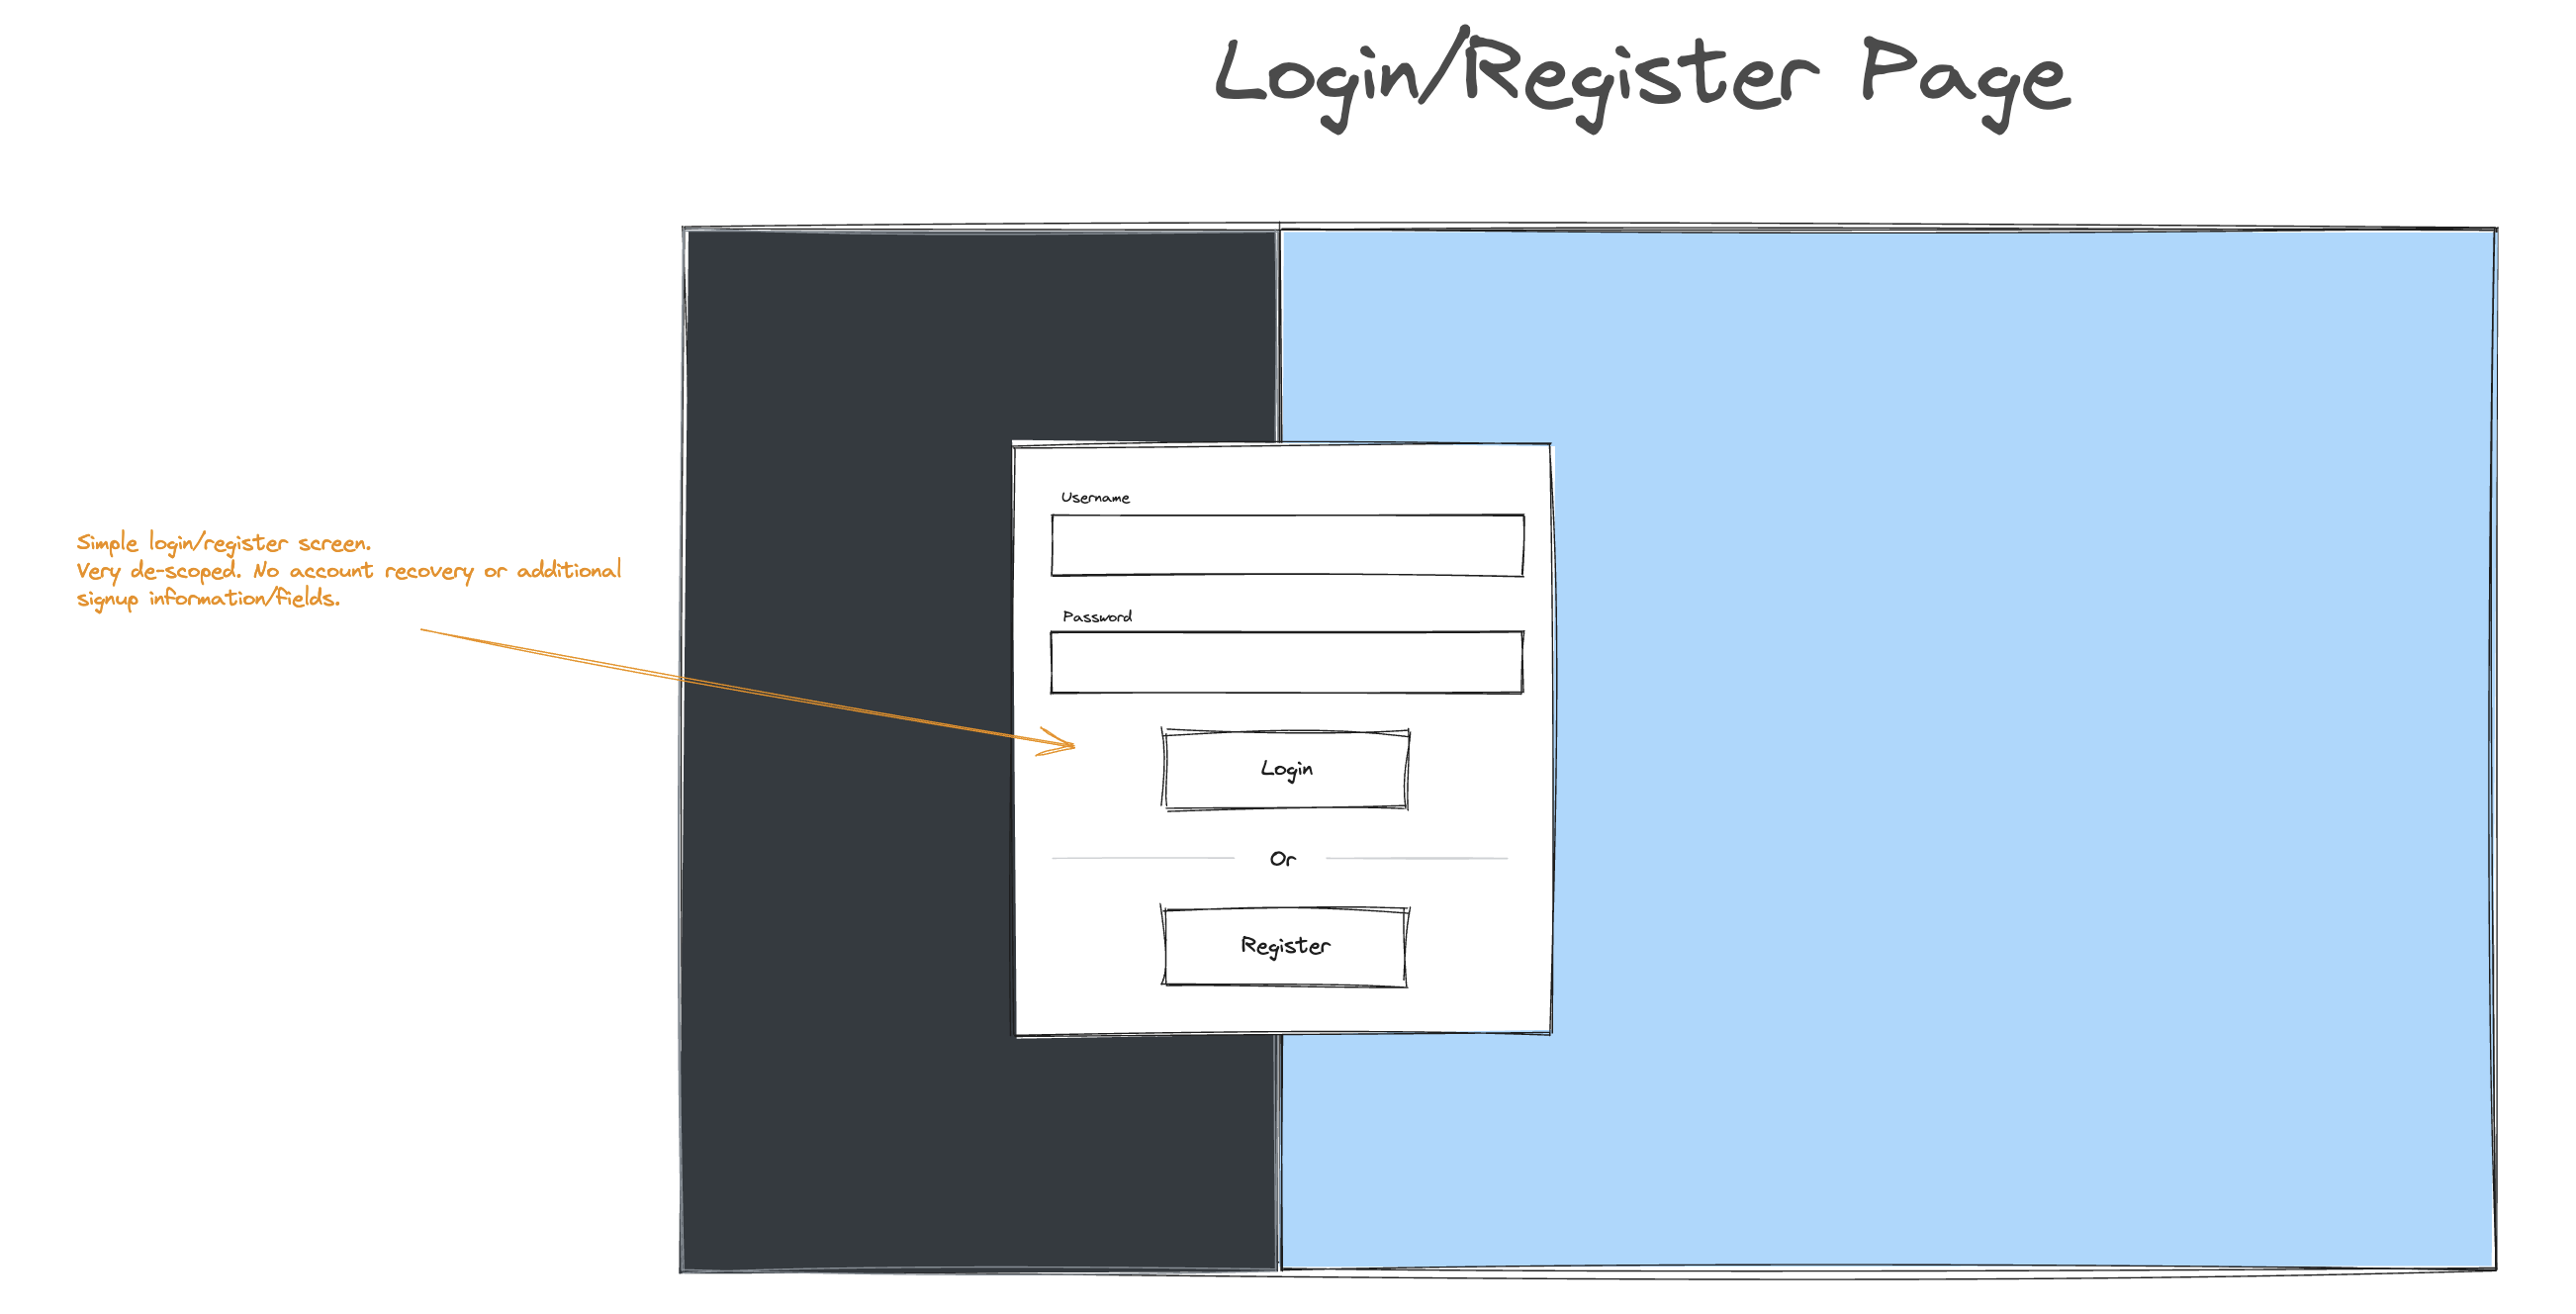 Login/Register Page
Simple login/register screen.
Very de-scoped. No account recovery or additional
signup information/fields.
Username
Password
Login
Or
Register